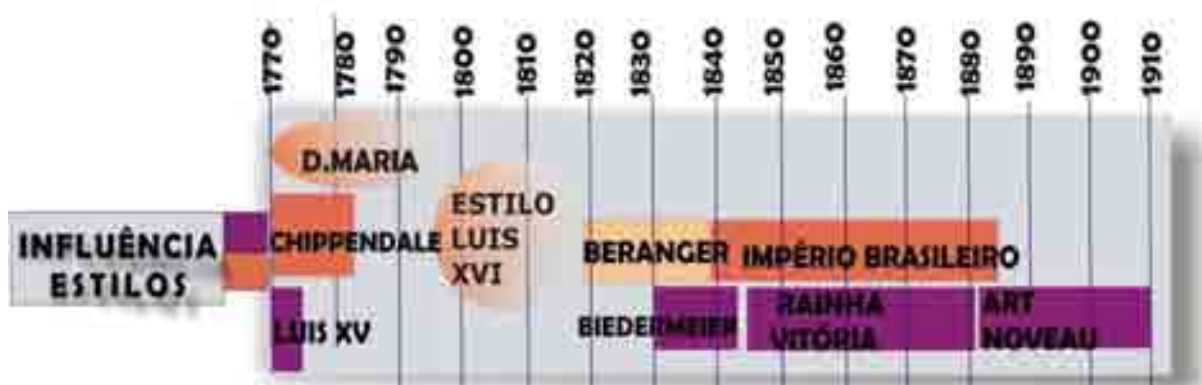 1770 1780 1790 1800 1810 1820 1830 1840 1850 1860 1870 1880 1890 1900 1910
D.MARIA
INFLUÊNCIA
ESTILOS
CHIPPENDALE
ESTILO
LUIS
XVI
BERANGER
IMPÉRIO BRASILEIRO
LUIS XV
BIEDERMEIER
RAINHA
VITÓRIA
ART
NOVEAU